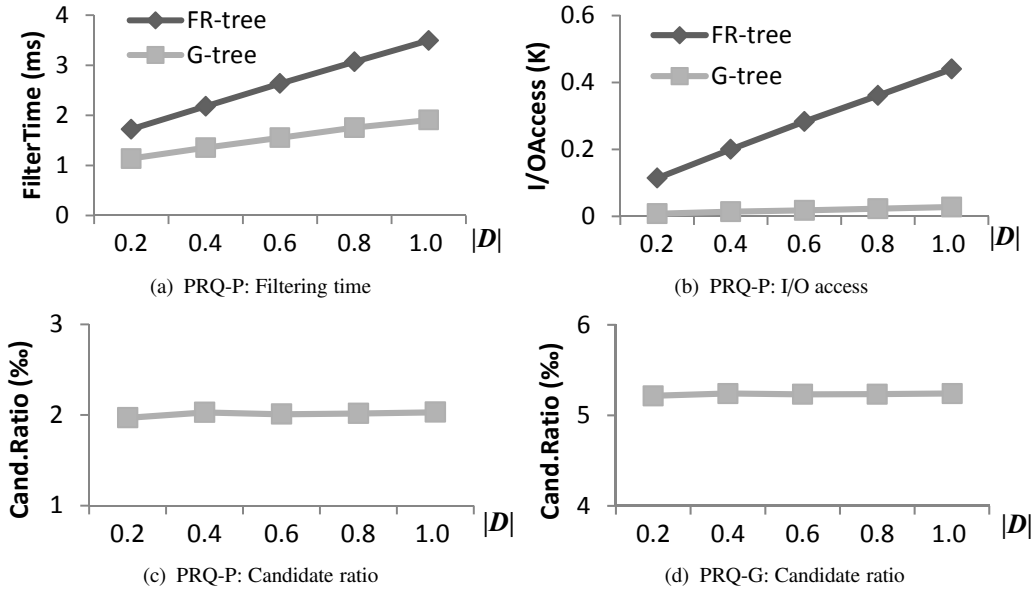 4
3
2
1
0
FilterTime (ms)
FR-tree
G-tree
0.2 0.4 0.6 0.8 1.0 |D|
(a) PRQ-P: Filtering time
0.6
0.4
0.2
0
I/OAccess (K)
FR-tree
G-tree
0.2 0.4 0.6 0.8 1.0 |D|
(b) PRQ-P: I/O access
3
2
1
Cand.Ratio (‰)
0.2 0.4 0.6 0.8 1.0 |D|
(c) PRQ-P: Candidate ratio
6
5
4
Cand.Ratio (‰)
0.2 0.4 0.6 0.8 1.0 |D|
(d) PRQ-G: Candidate ratio